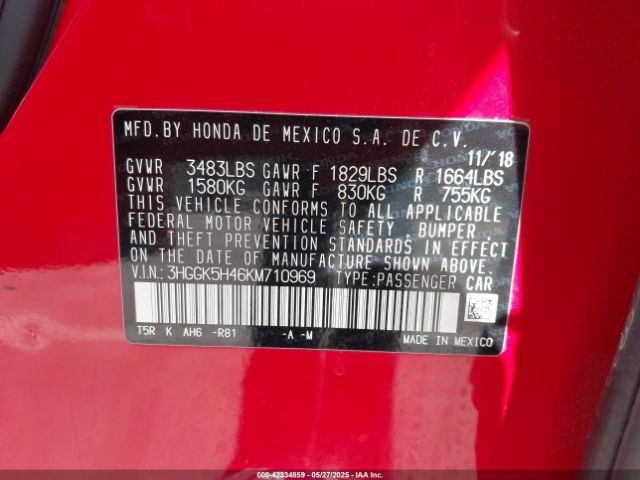 MFD. BY HONDA DE MEXICO S.A. DE C.V.
11/'18
GVWR 3483LBS GAWR F 1829LBS R 1664LBS
GVWR 1580KG GAWR F 830KG R 755KG
THIS VEHICLE CONFORMS TO ALL APPLICABLE
FEDERAL MOTOR VEHICLE SAFETY BUMPER
AND THEFT PREVENTION STANDARDS IN EFFECT
ON THE DATE OF MANUFACTURE SHOWN ABOVE.
V.I.N.: 3HGGK5H46KM710969 TYPE:PASSENGER CAR
T5R K AH6 -R81 -A -M
MADE IN MEXICO
000-42334859 - 05/27/2025 - IAA Inc.